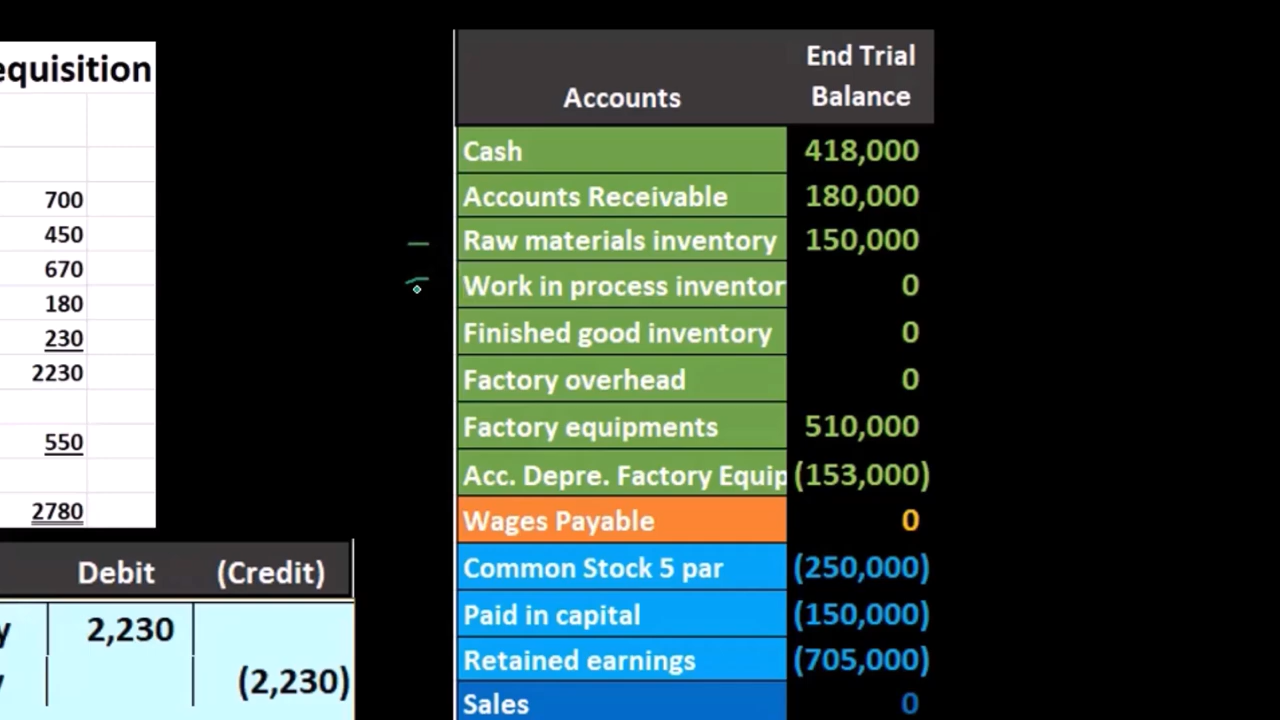 equisition
700
450
670
180
230
2230
550
2780
Debit (Credit)
y 2,230
y (2,230)
Accounts End Trial Balance
Cash 418,000
Accounts Receivable 180,000
Raw materials inventory 150,000
Work in process inventor 0
Finished good inventory 0
Factory overhead 0
Factory equipments 510,000
Acc. Depre. Factory Equip (153,000)
Wages Payable 0
Common Stock 5 par (250,000)
Paid in capital (150,000)
Retained earnings (705,000)
Sales 0